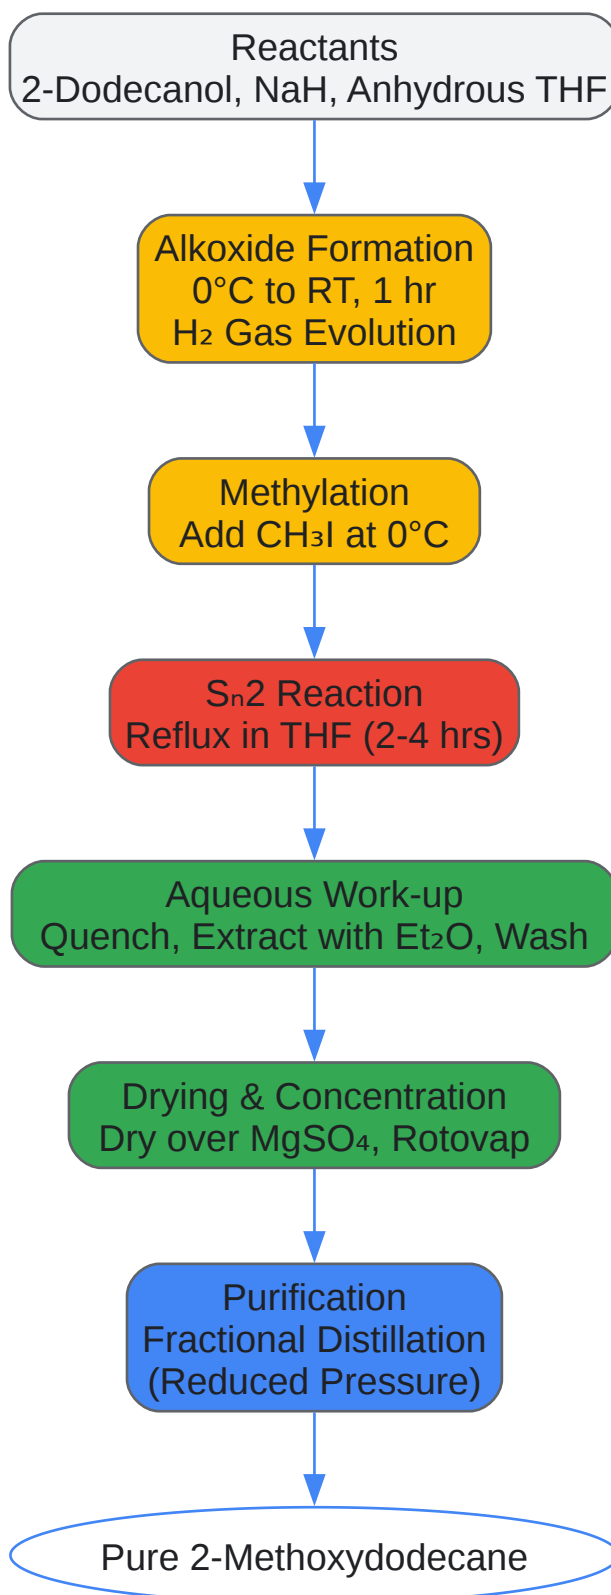 Reactants
2-Dodecanol, NaH, Anhydrous THF
Alkoxide Formation
0°C to RT, 1 hr
H₂ Gas Evolution
Methylation
Add CH₃I at 0°C
Sₙ2 Reaction
Reflux in THF (2-4 hrs)
Aqueous Work-up
Quench, Extract with Et₂O, Wash
Drying & Concentration
Dry over MgSO₄, Rotovap
Purification
Fractional Distillation
(Reduced Pressure)
Pure 2-Methoxydodecane